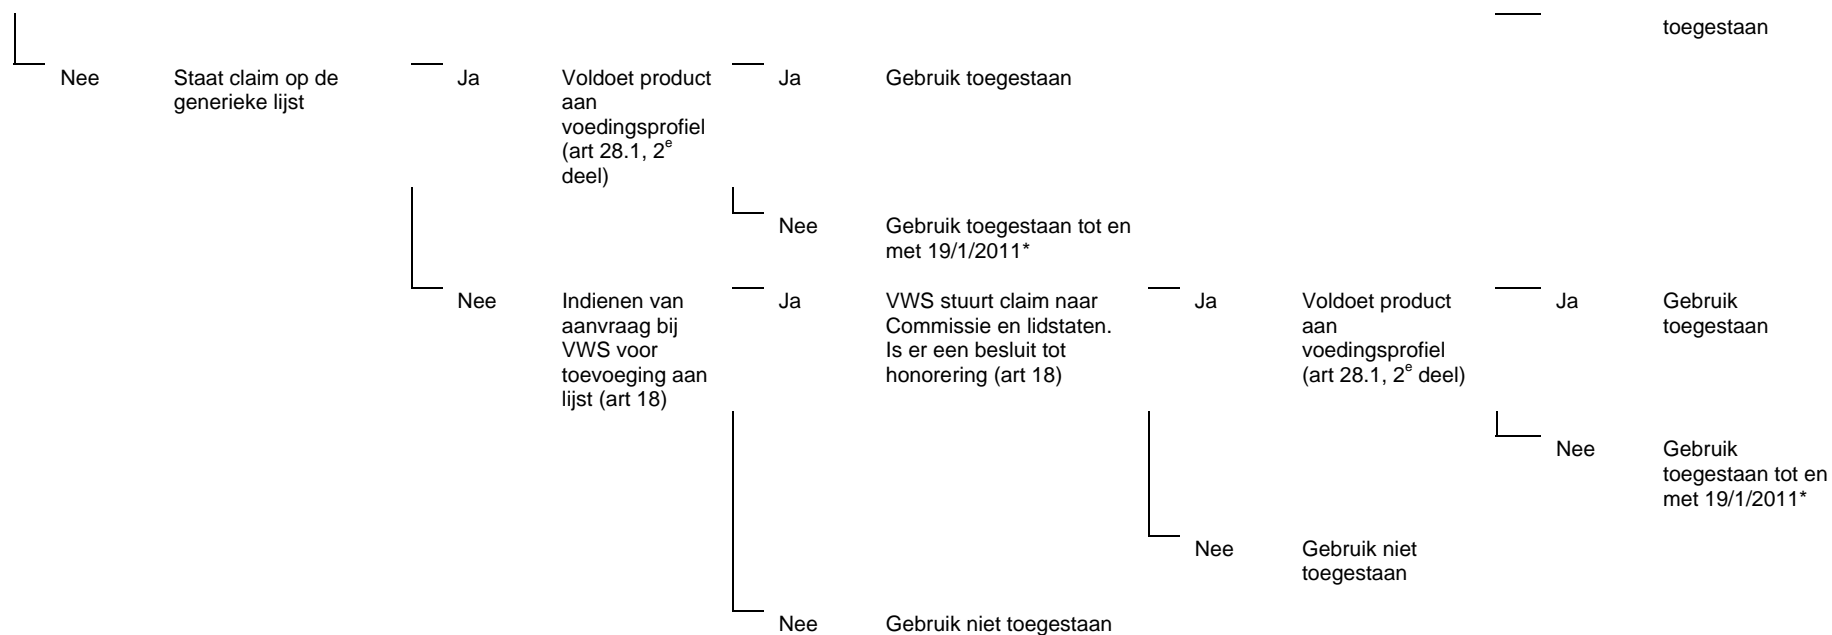 toegestaan
Nee Staat claim op de Ja Voldoet product Ja Gebruik toegestaan
generieke lijst aan
voedingsprofiel
(art 28.1, 2e
deel)
Nee Gebruik toegestaan tot en
met 19/1/2011*
Nee Indienen van Ja VWS stuurt claim naar Ja Voldoet product Ja Gebruik
aanvraag bij Commissie en lidstaten. aan toegestaan
VWS voor Is er een besluit tot voedingsprofiel
toevoeging aan honorering (art 18) (art 28.1, 2e deel)
lijst (art 18)
Nee Gebruik
toegestaan tot en
met 19/1/2011*
Nee Gebruik niet
toegestaan
Nee Gebruik niet toegestaan